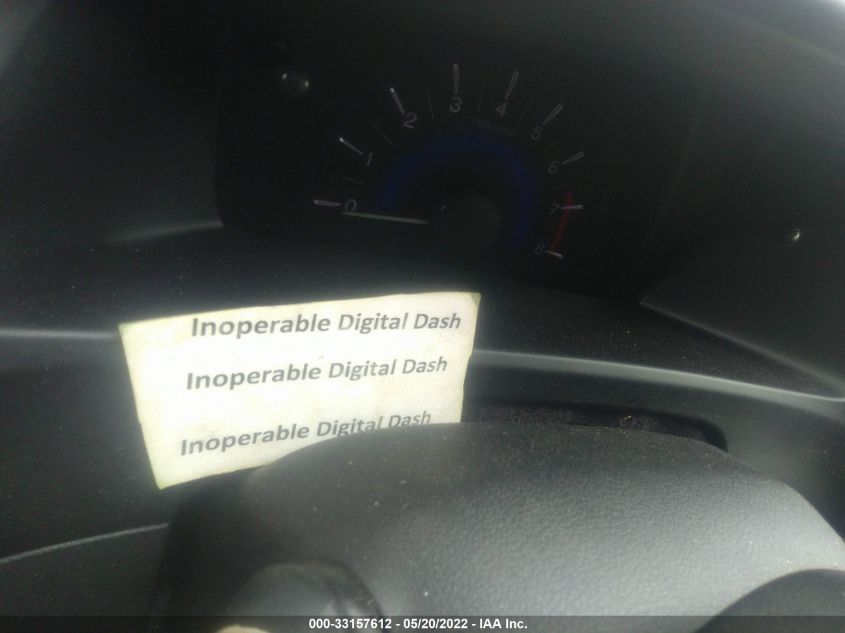 0
1
2
3
4
5
6
7
8
Inoperable Digital Dash
Inoperable Digital Dash
Inoperable Digital Dash
000-33157612 - 05/20/2022 - IAA Inc.